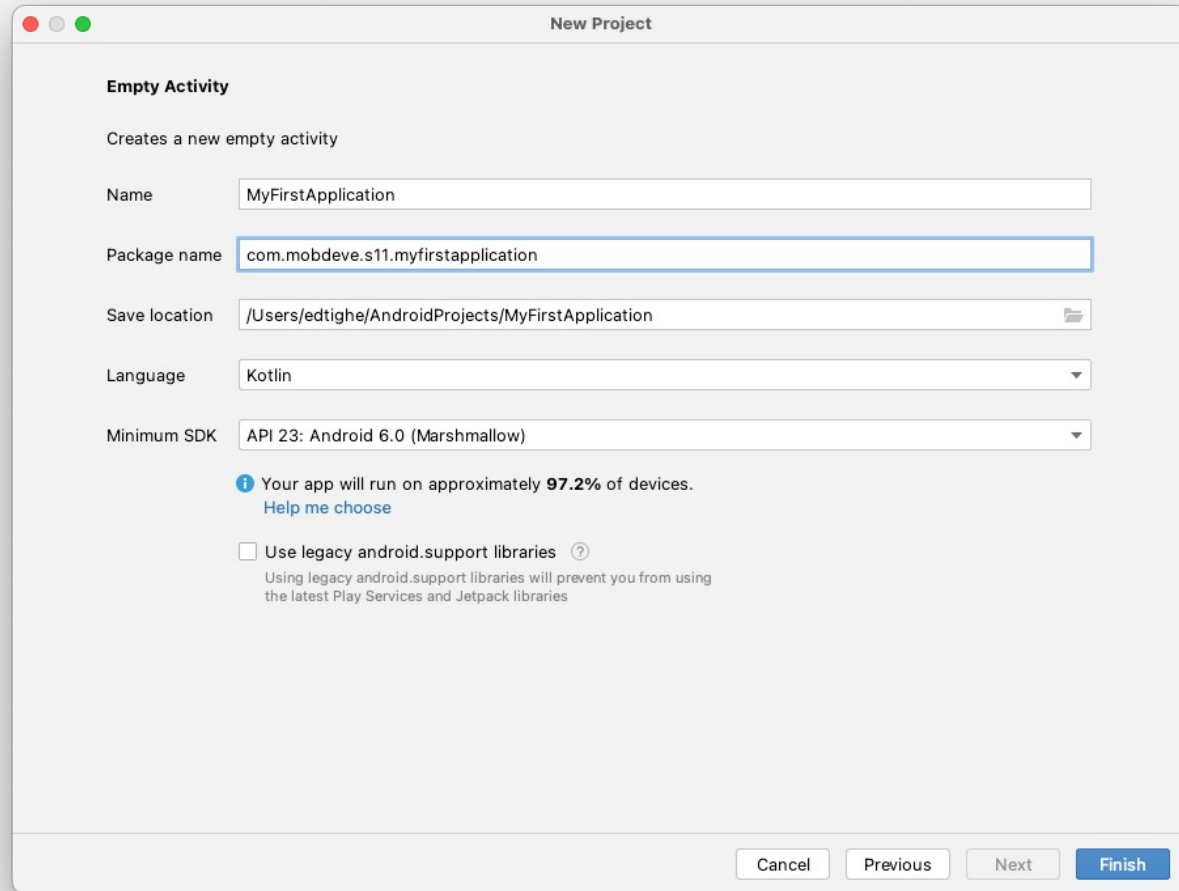 New Project
Empty Activity
Creates a new empty activity
Name MyFirstApplication
Package name com.mobdeve.s11.myfirstapplication
Save location /Users/edtighe/AndroidProjects/MyFirstApplication
Language Kotlin
Minimum SDK API 23: Android 6.0 (Marshmallow)
i Your app will run on approximately 97.2% of devices.
Help me choose
Use legacy android.support libraries ?
Using legacy android.support libraries will prevent you from using
the latest Play Services and Jetpack libraries
Cancel Previous Next Finish